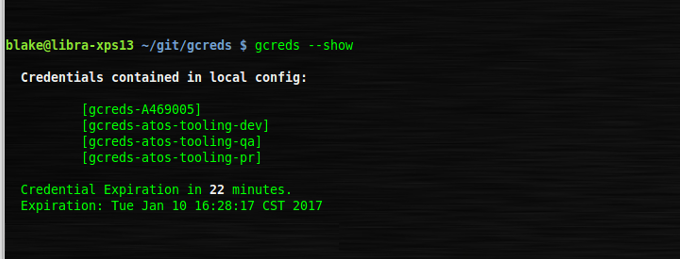 blake@libra-xps13 ~/git/gcreds $ gcreds --show
Credentials contained in local config:
[gcreds-A469005]
[gcreds-atos-tooling-dev]
[gcreds-atos-tooling-qa]
[gcreds-atos-tooling-pr]
Credential Expiration in 22 minutes.
Expiration: Tue Jan 10 16:28:17 CST 2017